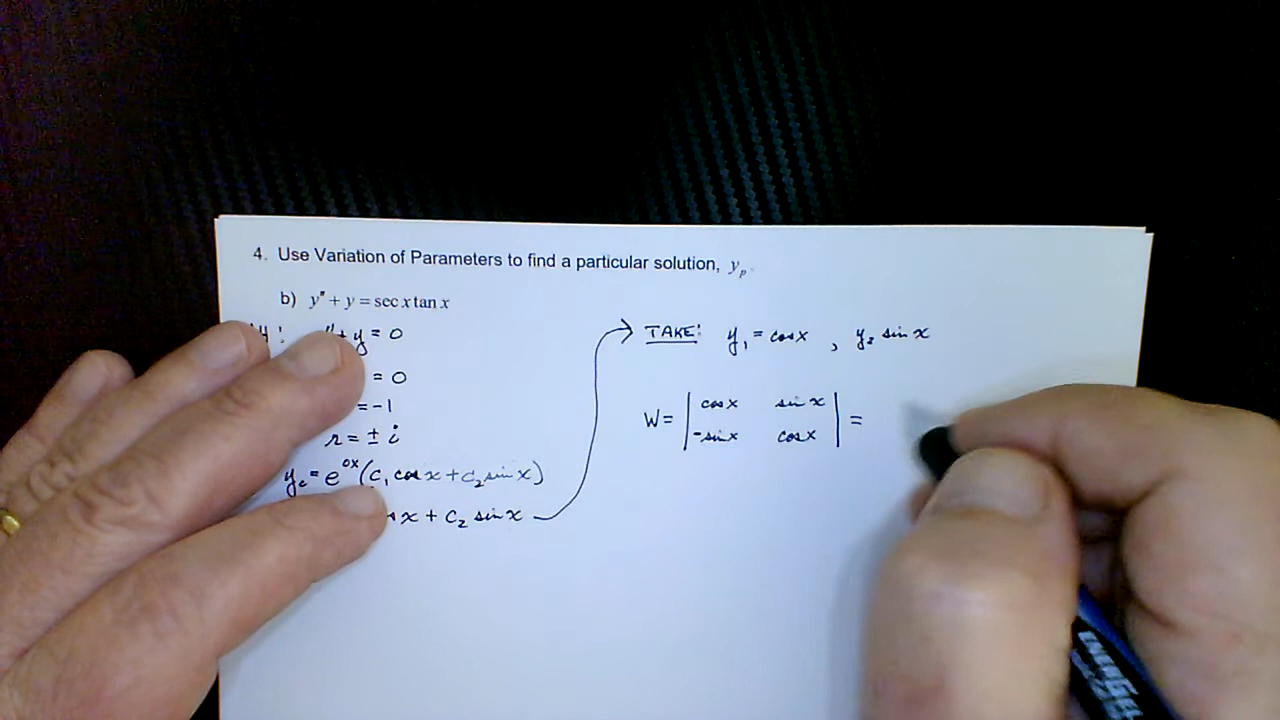 4. Use Variation of Parameters to find a particular solution, yₚ.
b) y″ + y = sec x tan x
y = 0
= 0
= -1
r = ± i
y_c = e^{0x}(c₁ cos x + c₂ sin x)
x + c₂ sin x
TAKE: y₁ = cos x , y₂ sin x
W = | cos x sin x |
| -sin x cos x | =